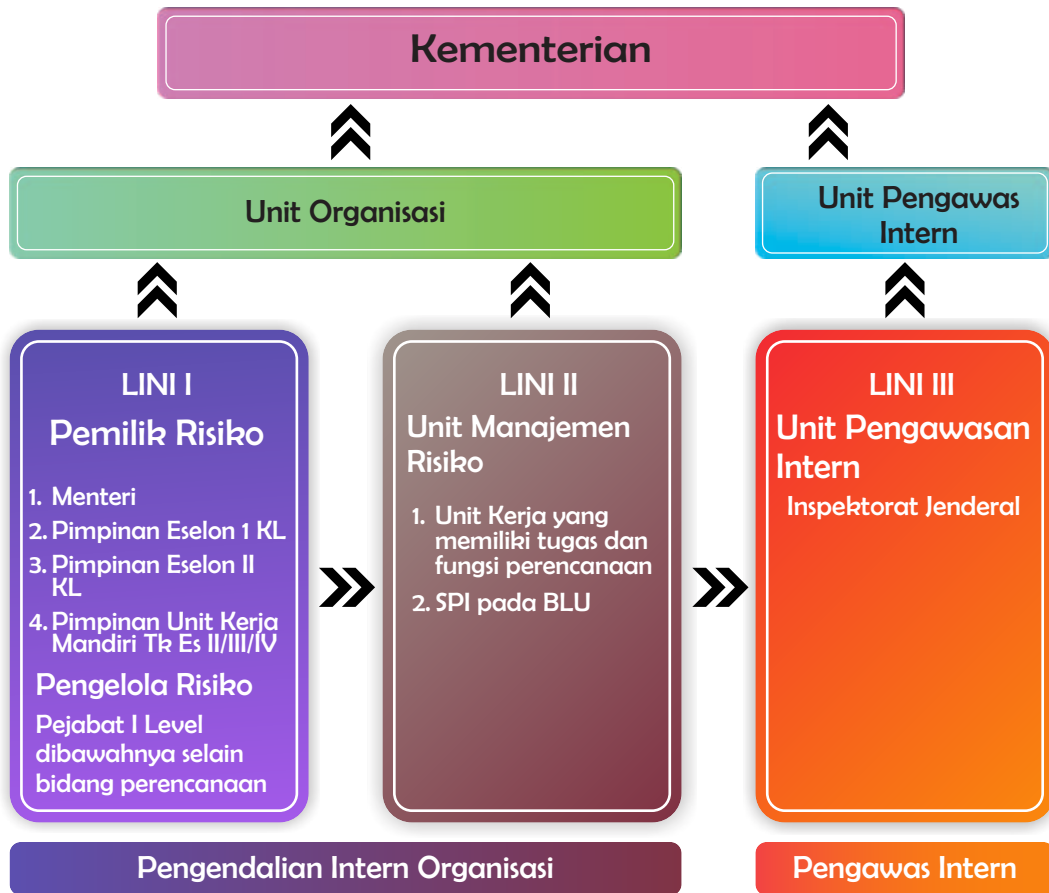 Kementerian
Unit Organisasi
Unit Pengawas
Intern
LINI I
Pemilik Risiko
1. Menteri
2. Pimpinan Eselon 1 KL
3. Pimpinan Eselon II
KL
4. Pimpinan Unit Kerja
Mandiri Tk Es II/III/IV
Pengelola Risiko
Pejabat I Level
dibawahnya selain
bidang perencanaan
LINI II
Unit Manajemen
Risiko
1. Unit Kerja yang
memiliki tugas dan
fungsi perencanaan
2. SPI pada BLU
LINI III
Unit Pengawasan
Intern
Inspektorat Jenderal
Pengendalian Intern Organisasi
Pengawas Intern